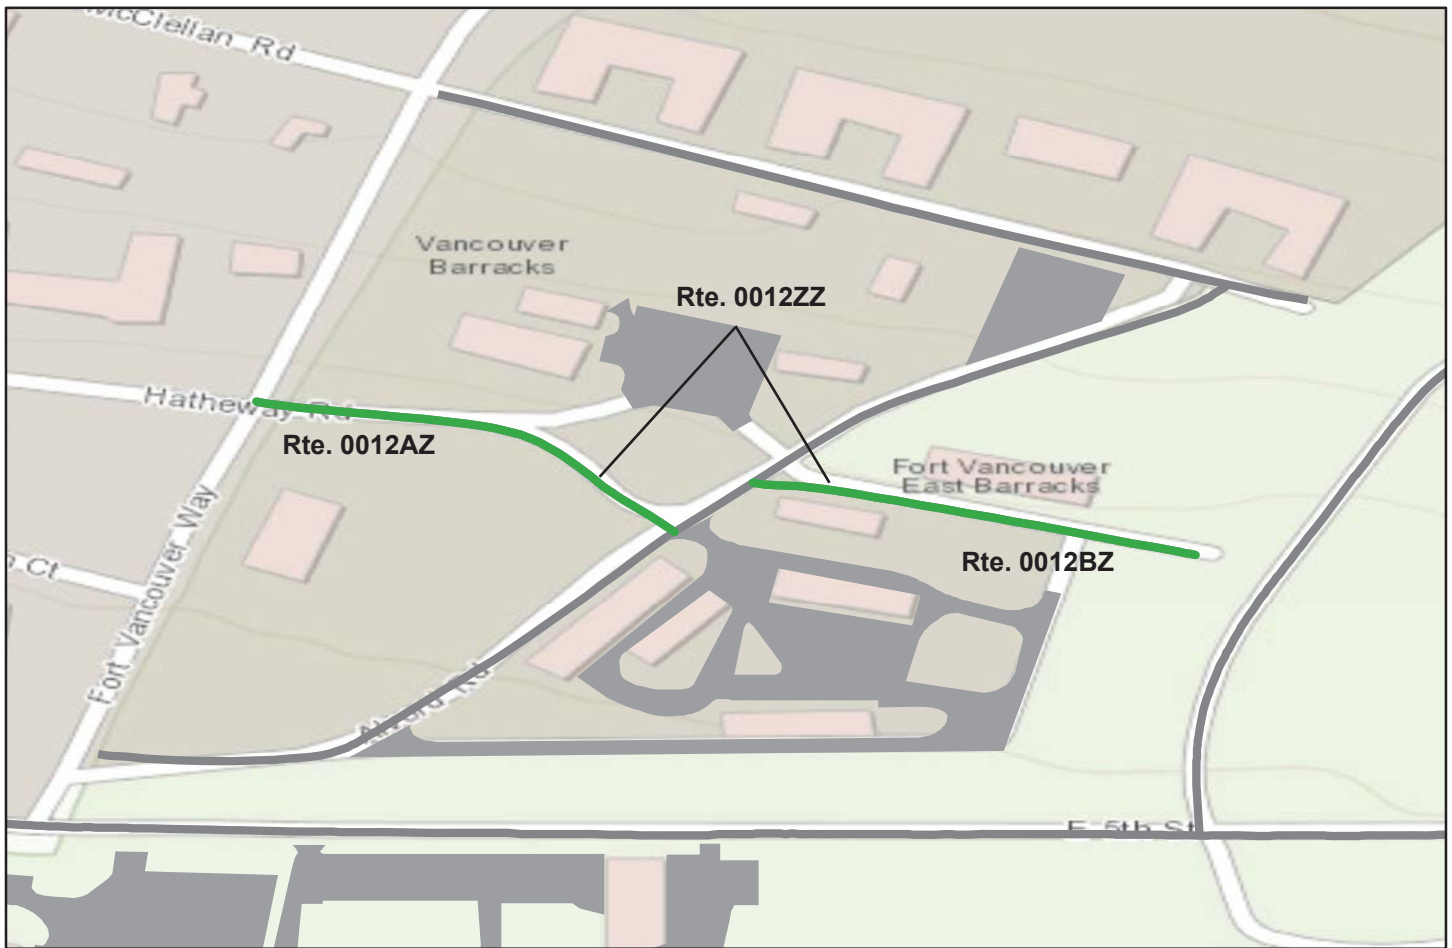 McClellan Rd
Vancouver
Barracks
Rte. 0012ZZ
Hatheway Rd
Rte. 0012AZ
Fort Vancouver
East Barracks
Rte. 0012BZ
Fort Vancouver Way
Ct
Alvord Rd
E 5th St